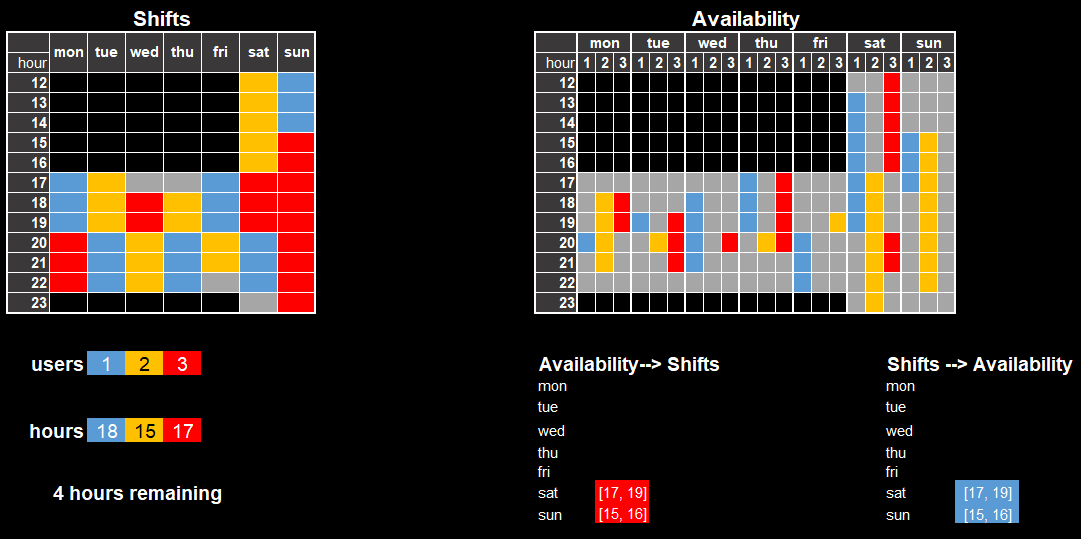 Shifts Availability
mon tue wed thu fri sat sun mon tue wed thu fri sat sun
hour hour 1 2 3 1 2 3 1 2 3 1 2 3 1 2 3 1 2 3 1 2 3
12 12
13 13
14 14
15 15
16 16
17 17
18 18
19 19
20 20
21 21
22 22
23 23
users 1 2 3 Availability--> Shifts Shifts --> Availability
mon mon
tue tue
hours 18 15 17 wed wed
thu thu
fri fri
4 hours remaining sat [17, 19] sat [17, 19]
sun [15, 16] sun [15, 16]